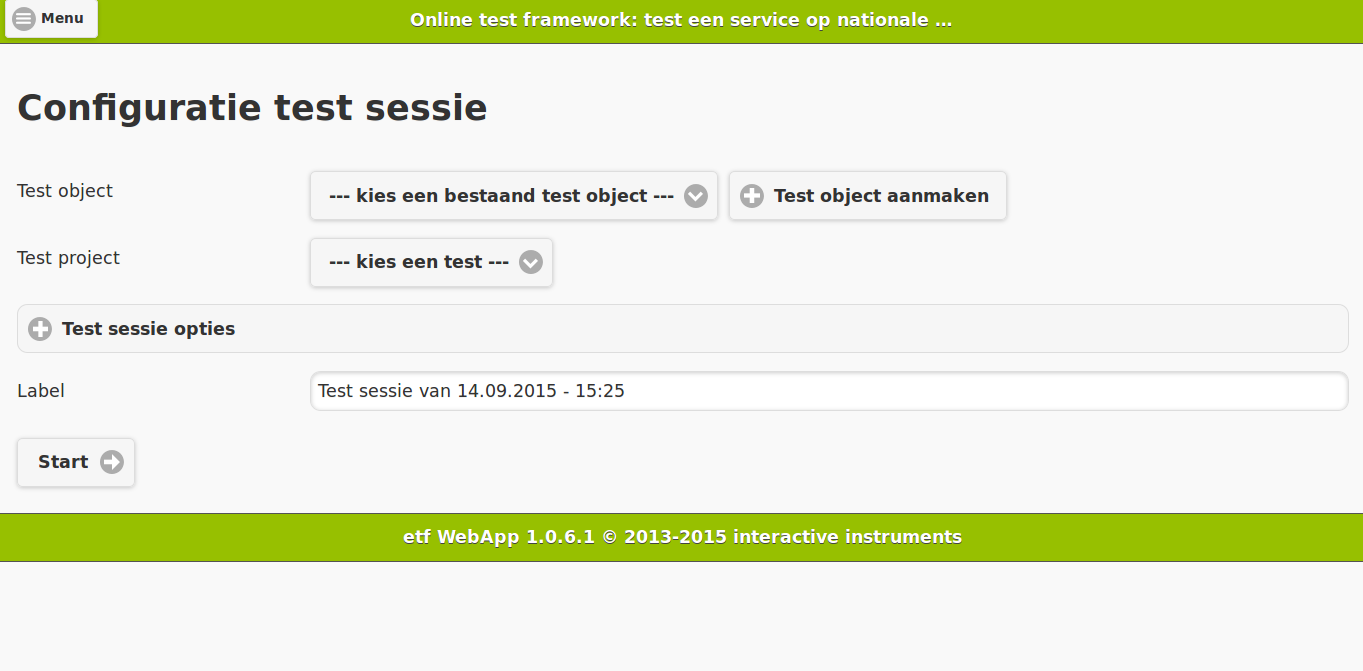 Menu
Online test framework: test een service op nationale ...
Configuratie test sessie
Test object
--- kies een bestaand test object ---
Test object aanmaken
Test project
--- kies een test ---
Test sessie opties
Label
Test sessie van 14.09.2015 - 15:25
Start
etf WebApp 1.0.6.1 © 2013-2015 interactive instruments